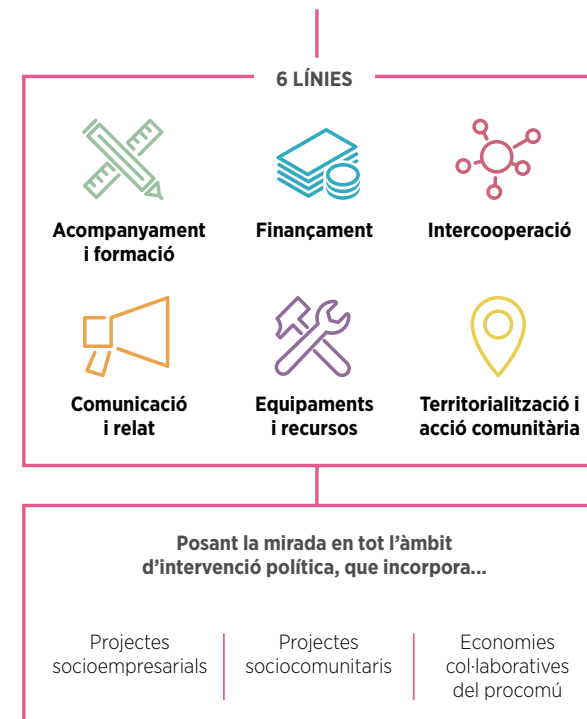 6 LÍNIES
Acompanyament
i formació
Finançament
Intercooperació
Comunicació
i relat
Equipaments
i recursos
Territorialització i
acció comunitària
Posant la mirada en tot l’àmbit
d’intervenció política, que incorpora...
Projectes
socioempresarials
Projectes
sociocomunitaris
Economies
col·laboratives
del procomú